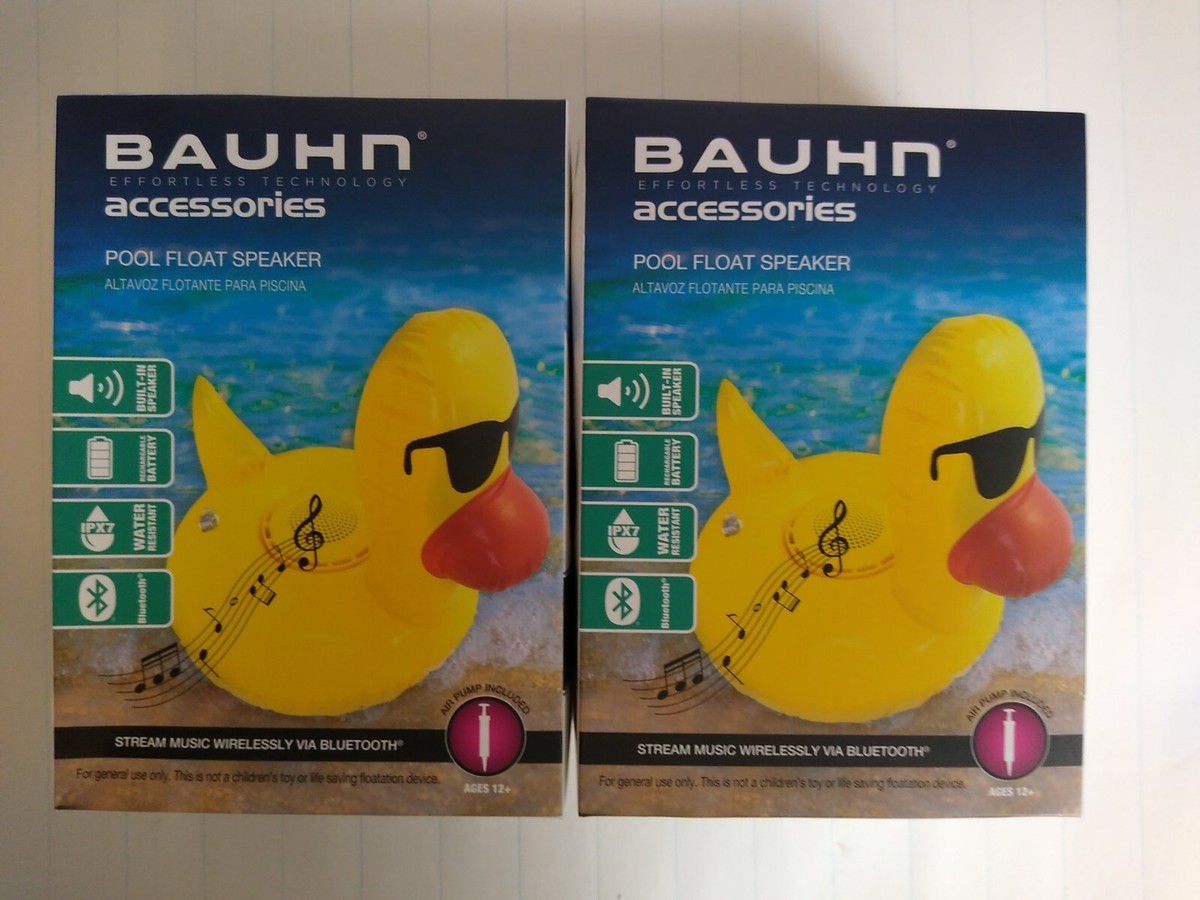 BAUHN®
EFFORTLESS TECHNOLOGY
accessories
POOL FLOAT SPEAKER
ALTAVOZ FLOTANTE PARA PISCINA
BUILT-IN
SPEAKER
RECHARGEABLE
BATTERY
IPX7
WATER
RESISTANT
Bluetooth®
AIR PUMP INCLUDED
STREAM MUSIC WIRELESSLY VIA BLUETOOTH®
For general use only. This is not a children's toy or life saving floatation device.
AGES 12+
BAUHN®
EFFORTLESS TECHNOLOGY
accessories
POOL FLOAT SPEAKER
ALTAVOZ FLOTANTE PARA PISCINA
BUILT-IN
SPEAKER
RECHARGEABLE
BATTERY
IPX7
WATER
RESISTANT
Bluetooth®
AIR PUMP INCLUDED
STREAM MUSIC WIRELESSLY VIA BLUETOOTH®
For general use only. This is not a children's toy or life saving floatation device.
AGES 12+